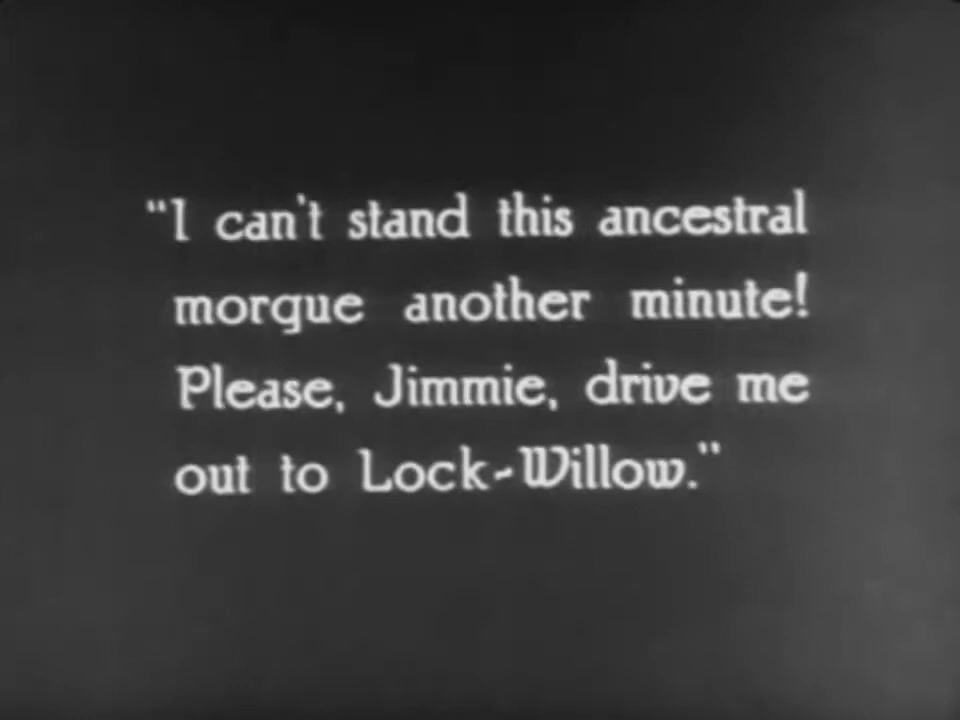 "I can't stand this ancestral
morgue another minute!
Please, Jimmie, drive me
out to Lock-Willow."